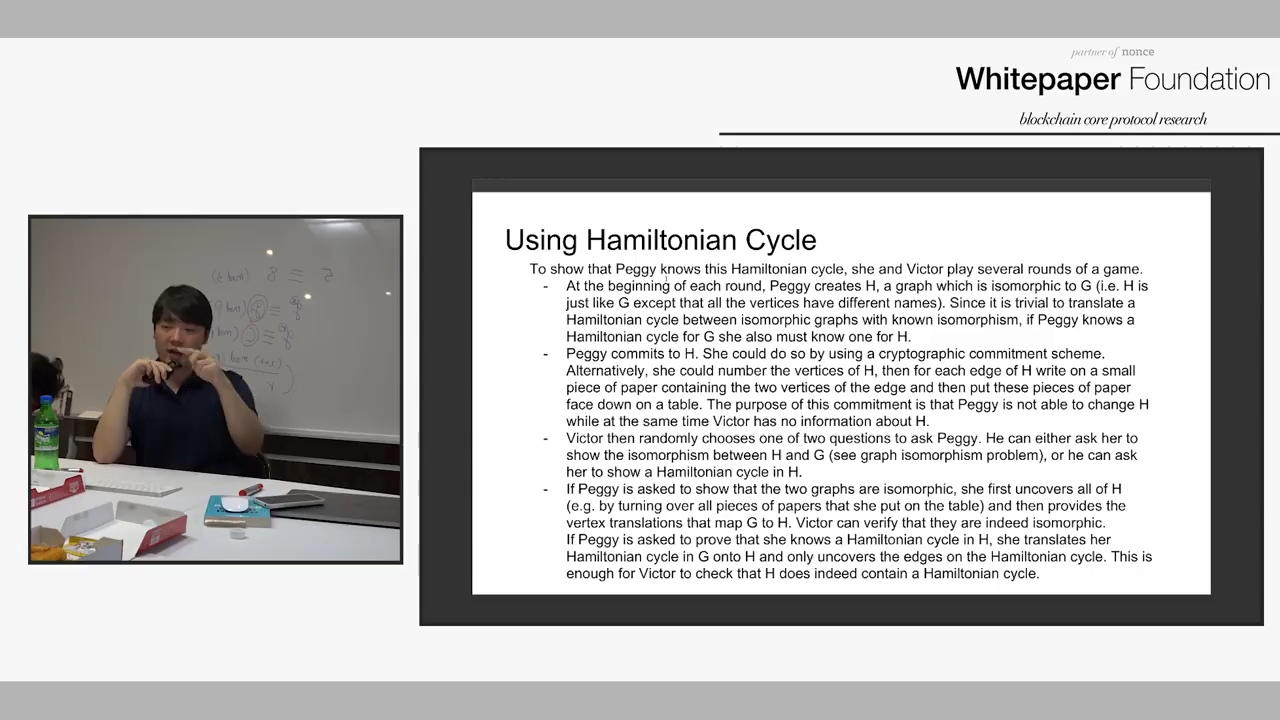 partner of nonce
Whitepaper Foundation
blockchain core protocol research
Using Hamiltonian Cycle
To show that Peggy knows this Hamiltonian cycle, she and Victor play several rounds of a game.
- At the beginning of each round, Peggy creates H, a graph which is isomorphic to G (i.e. H is
just like G except that all the vertices have different names). Since it is trivial to translate a
Hamiltonian cycle between isomorphic graphs with known isomorphism, if Peggy knows a
Hamiltonian cycle for G she also must know one for H.
- Peggy commits to H. She could do so by using a cryptographic commitment scheme.
Alternatively, she could number the vertices of H, then for each edge of H write on a small
piece of paper containing the two vertices of the edge and then put these pieces of paper
face down on a table. The purpose of this commitment is that Peggy is not able to change H
while at the same time Victor has no information about H.
- Victor then randomly chooses one of two questions to ask Peggy. He can either ask her to
show the isomorphism between H and G (see graph isomorphism problem), or he can ask
her to show a Hamiltonian cycle in H.
- If Peggy is asked to show that the two graphs are isomorphic, she first uncovers all of H
(e.g. by turning over all pieces of papers that she put on the table) and then provides the
vertex translations that map G to H. Victor can verify that they are indeed isomorphic.
If Peggy is asked to prove that she knows a Hamiltonian cycle in H, she translates her
Hamiltonian cycle in G onto H and only uncovers the edges on the Hamiltonian cycle. This is
enough for Victor to check that H does indeed contain a Hamiltonian cycle.